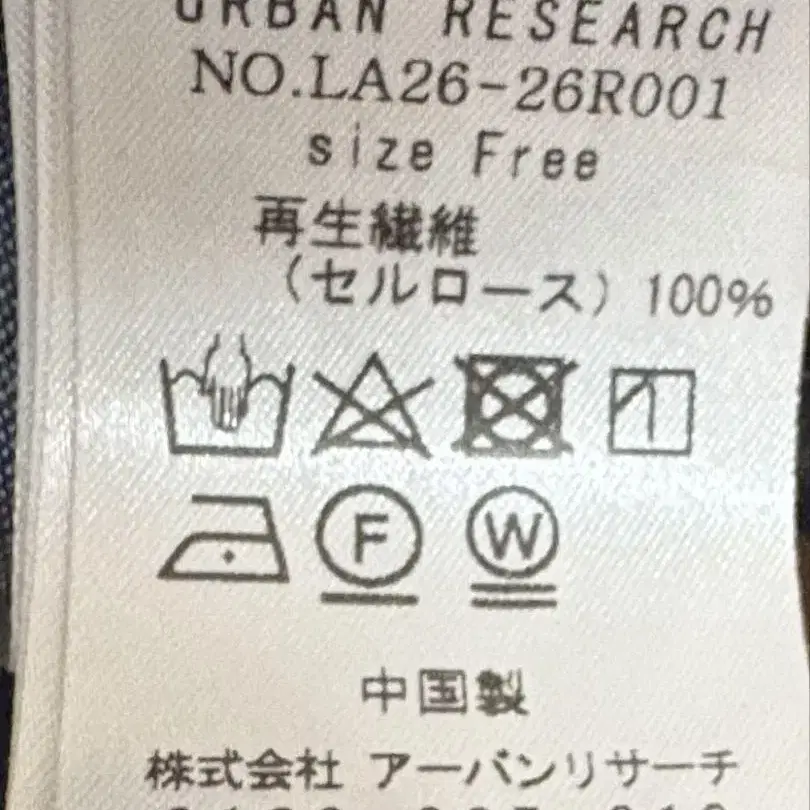 URBAN RESEARCH
NO.LA26-26R001
size Free
再生繊維
(セルロース) 100%
F W
中国製
株式会社 アーバンリサーチ